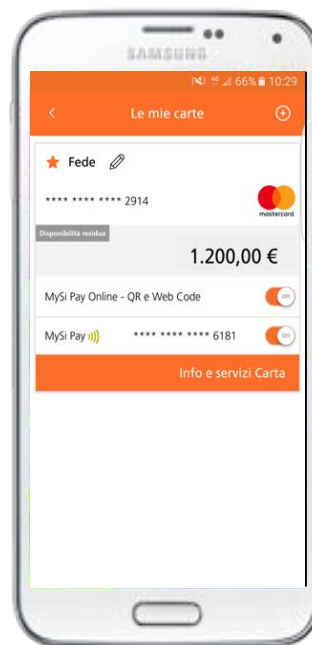 SAMSUNG
4G 66% 10:29
Le mie carte
Fede
**** **** **** 2914
mastercard
Disponibilità residua
1.200,00 €
MySi Pay Online - QR e Web Code
on
MySi Pay **** **** **** 6181
on
Info e servizi Carta